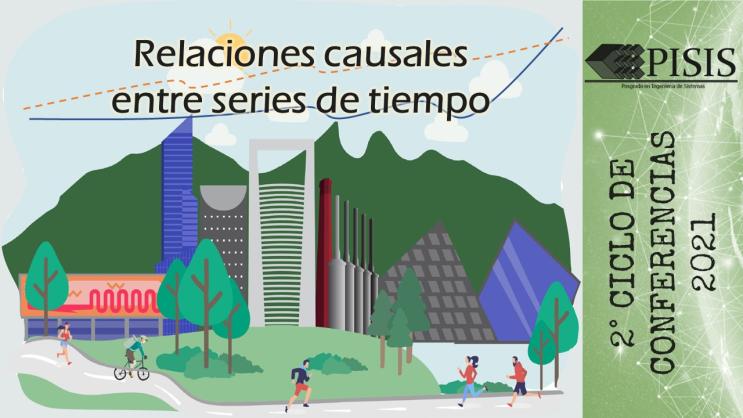 Relaciones causales
entre series de tiempo
PISIS
Posgrado en Ingeniería de Sistemas
2° CICLO DE
CONFERENCIAS
2021